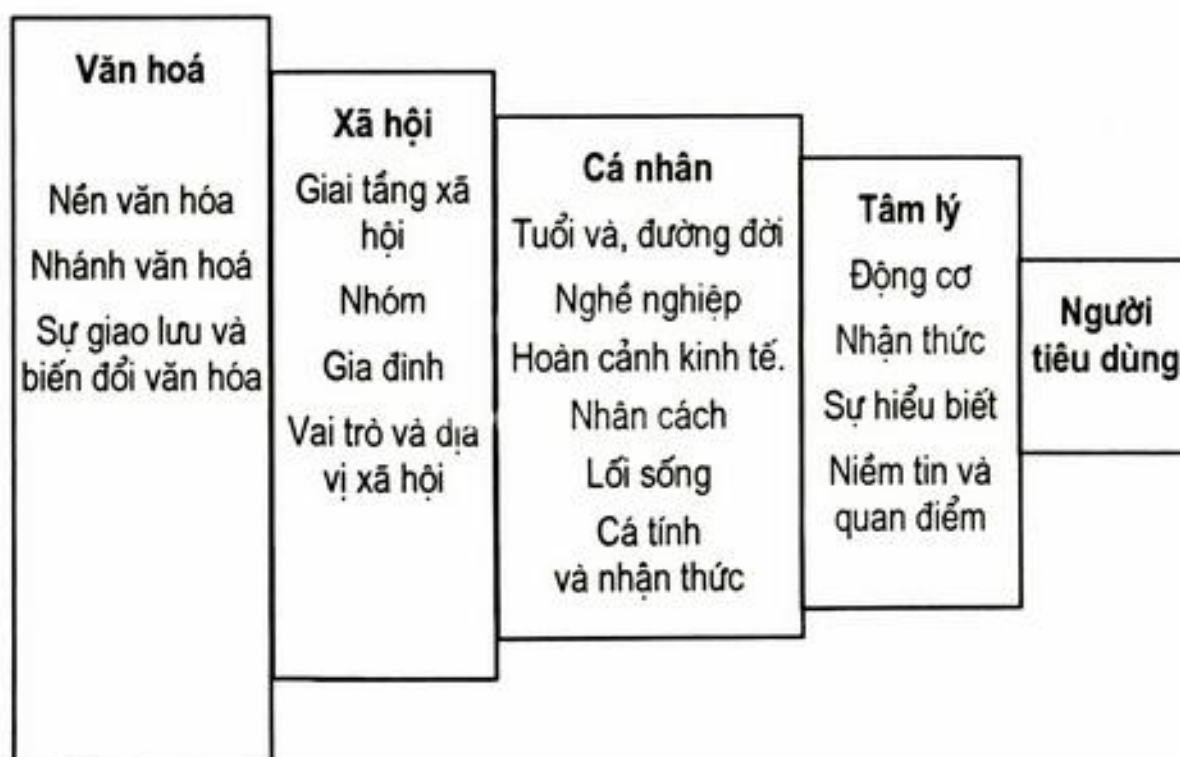 Văn hoá
Nền văn hóa
Nhánh văn hoá
Sự giao lưu và
biến đổi văn hóa
Xã hội
Giai tầng xã
hội
Nhóm
Gia đinh
Vai trò và dịa
vị xã hội
Cá nhân
Tuổi và, đường đời
Nghề nghiệp
Hoàn cảnh kinh tế.
Nhân cách
Lối sống
Cá tính
và nhận thức
Tâm lý
Động cơ
Nhận thức
Sự hiểu biết
Niềm tin và
quan điểm
Người
tiêu dùng